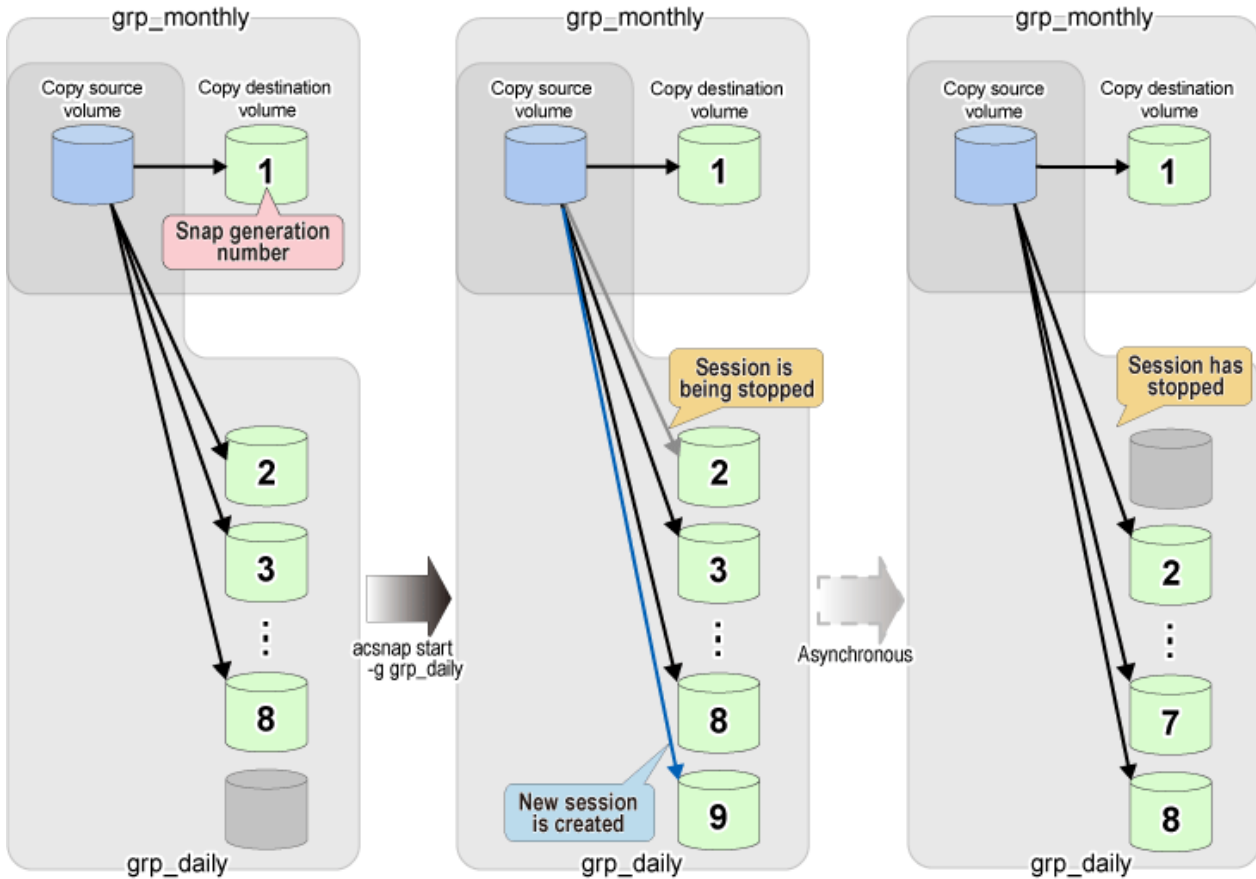 grp_monthly
Copy source
volume
Copy destination
volume
1
Snap generation
number
2
3
⋮
8
grp_daily
acsnap start
-g grp_daily
grp_monthly
Copy source
volume
Copy destination
volume
1
Session is
being stopped
2
3
⋮
8
New session
is created
9
grp_daily
Asynchronous
grp_monthly
Copy source
volume
Copy destination
volume
1
Session has
stopped
2
⋮
7
8
grp_daily